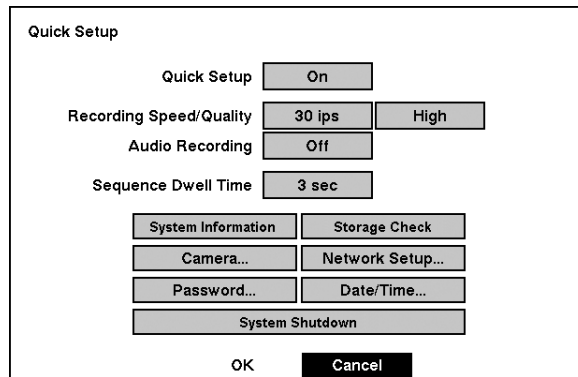 Quick Setup
Quick Setup On
Recording Speed/Quality 30 ips High
Audio Recording Off
Sequence Dwell Time 3 sec
System Information Storage Check
Camera... Network Setup...
Password... Date/Time...
System Shutdown
OK Cancel